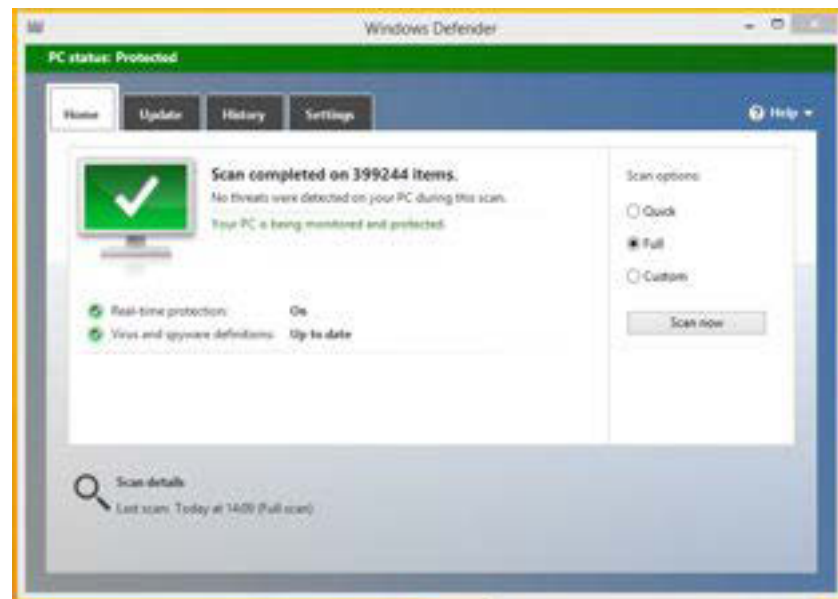 Windows Defender
PC status: Protected
Home Update History Settings Help
Scan completed on 399244 items.
No threats were detected on your PC during this scan.
Your PC is being monitored and protected.
Scan options:
Quick
Full
Custom
Scan now
Real-time protection: On
Virus and spyware definitions: Up to date
Scan details
Last scan: Today at 14:00 (Full scan)